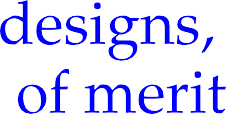 designs,
of merit